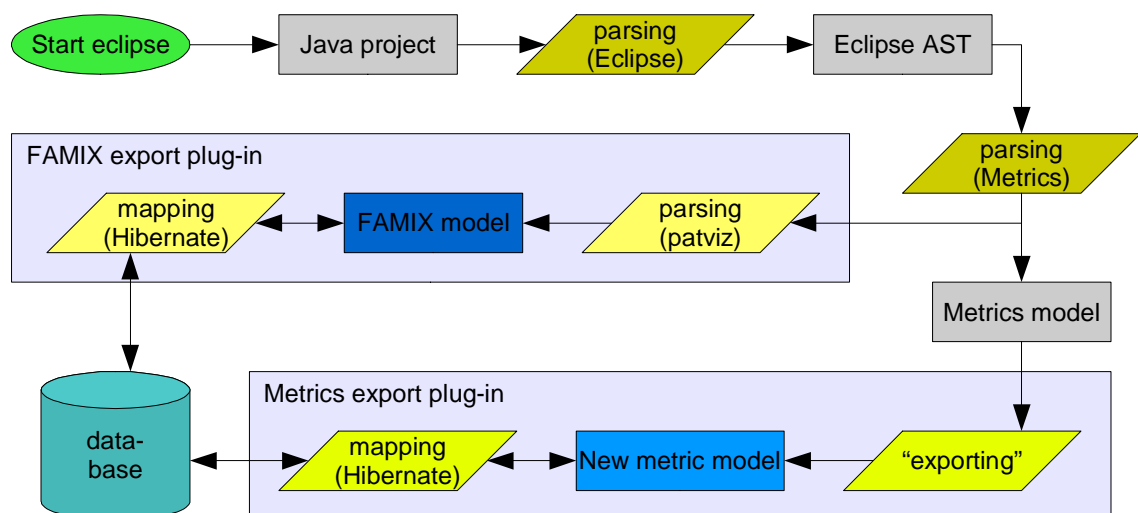 Start eclipse
Java project
parsing
(Eclipse)
Eclipse AST
parsing
(Metrics)
FAMIX export plug-in
mapping
(Hibernate)
FAMIX model
parsing
(patviz)
Metrics model
data-
base
Metrics export plug-in
mapping
(Hibernate)
New metric model
“exporting”